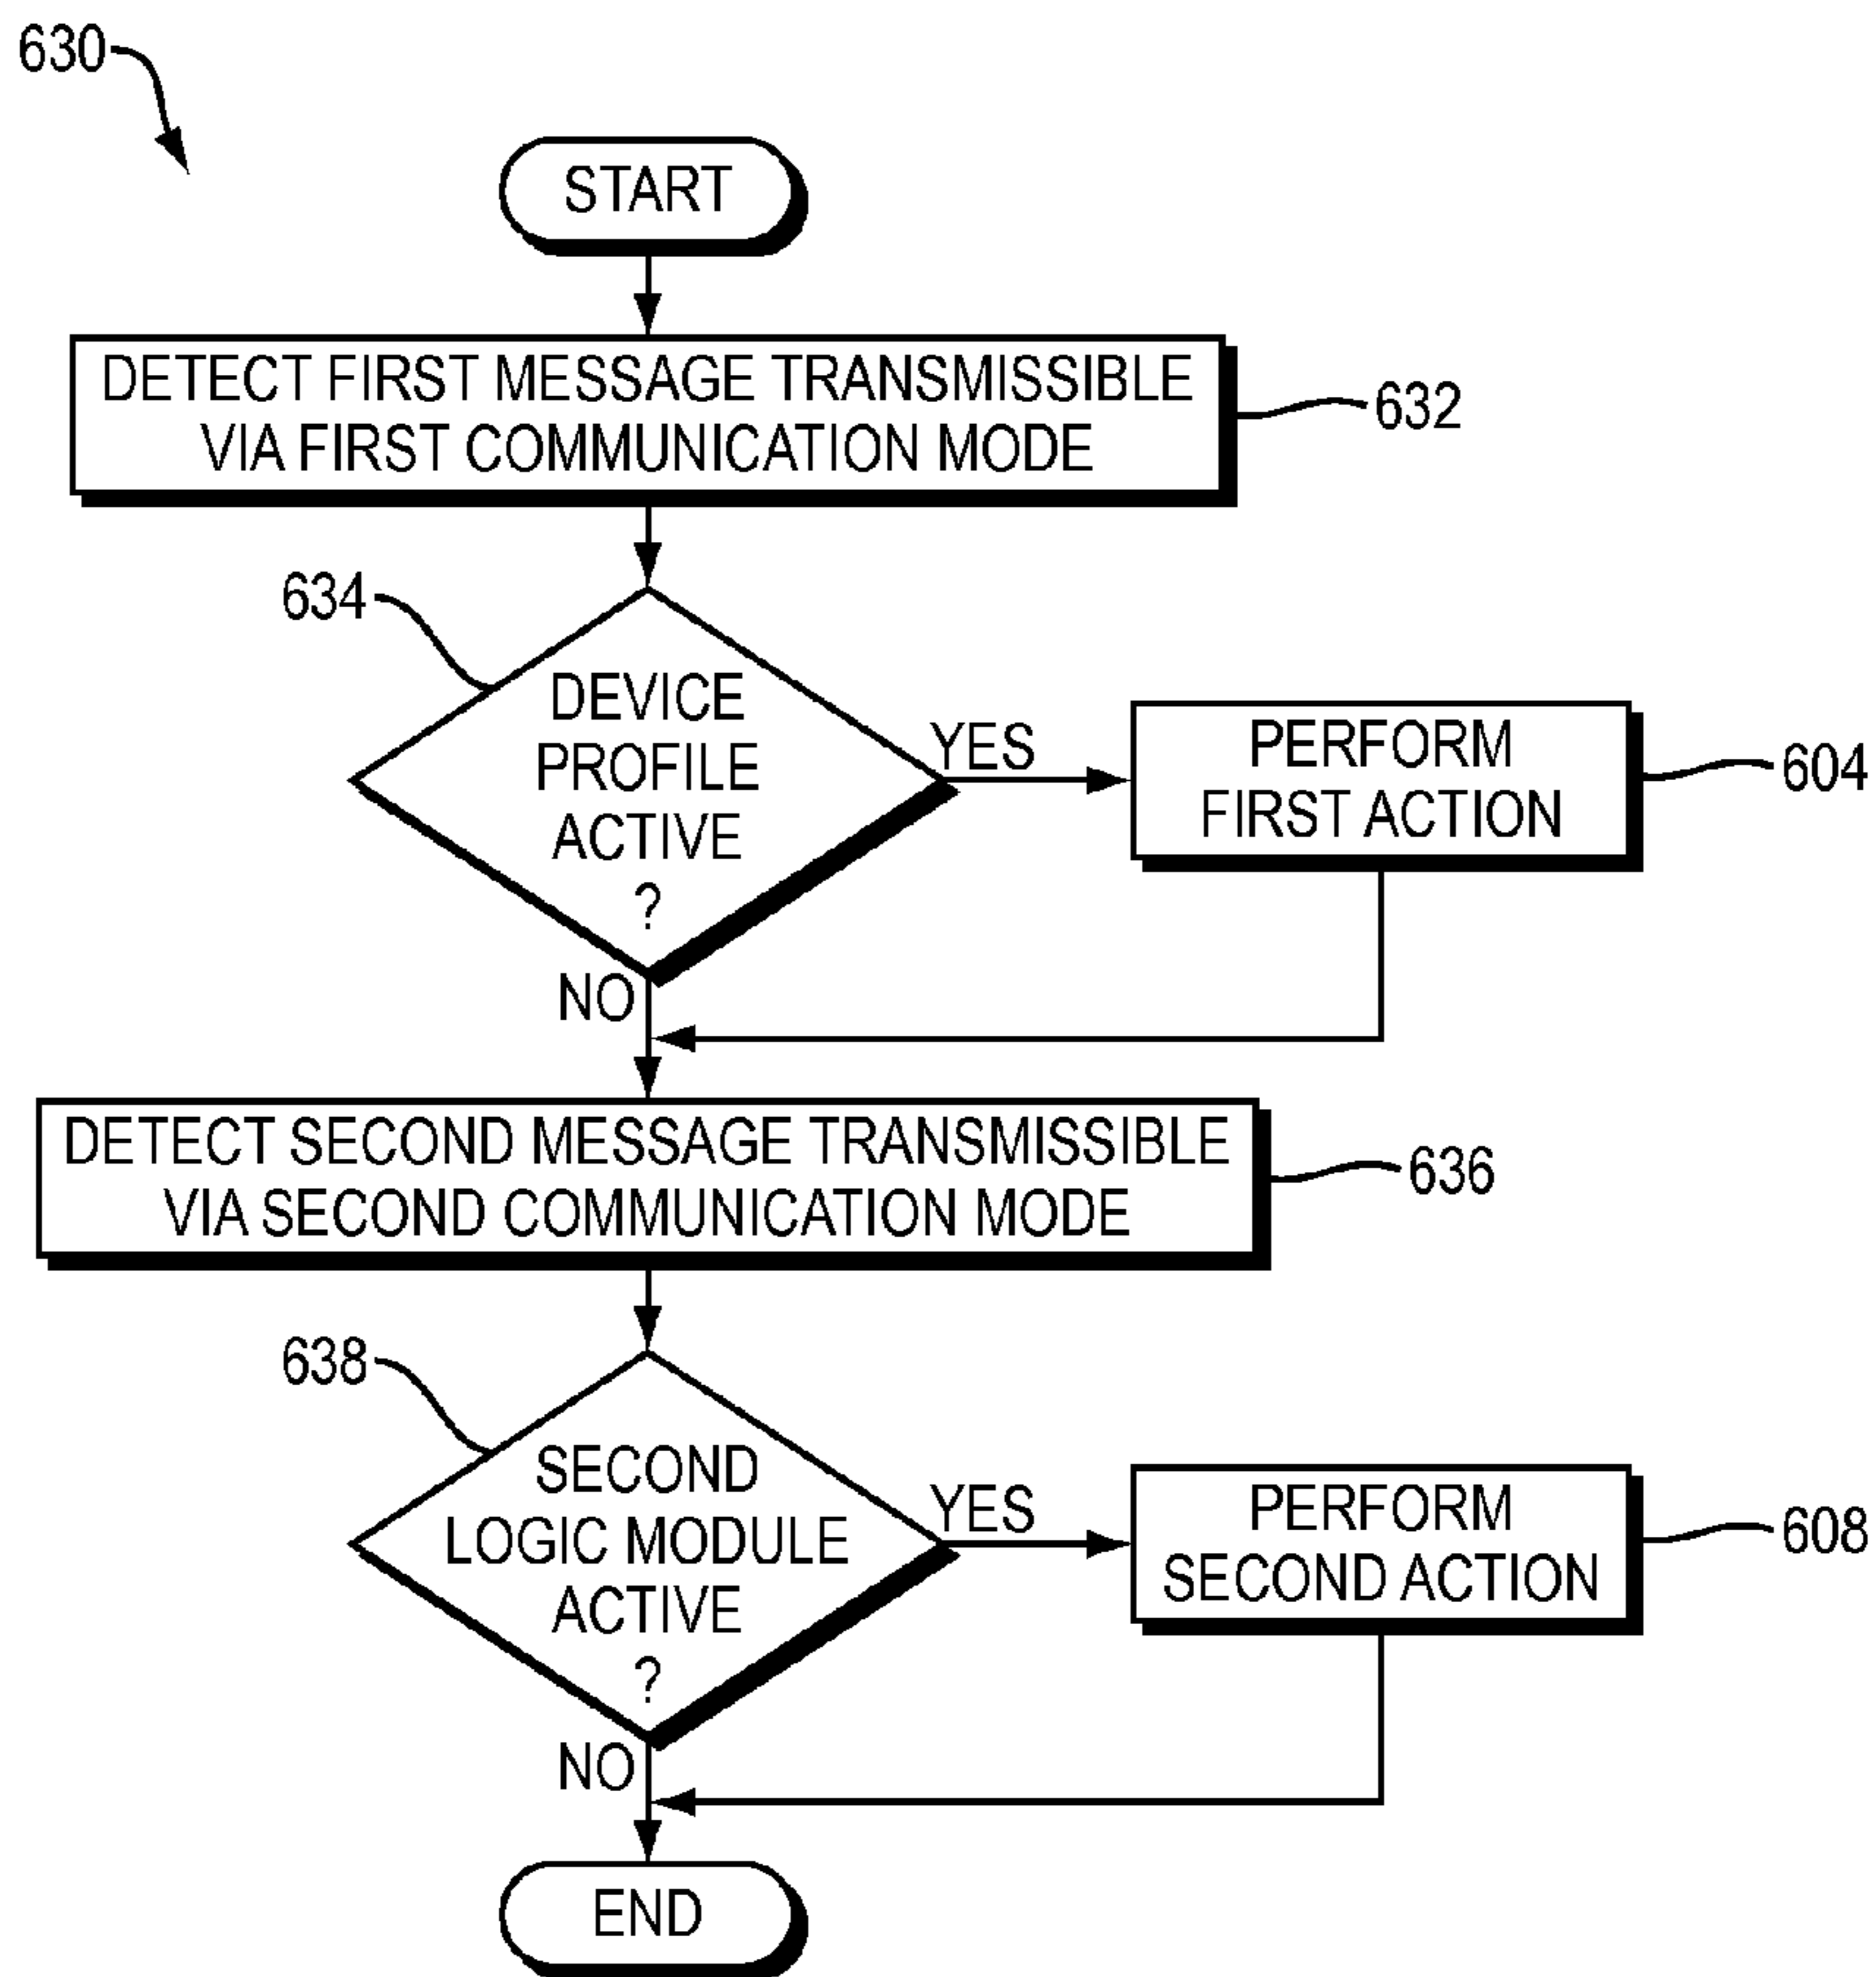 630
START
DETECT FIRST MESSAGE TRANSMISSIBLE
VIA FIRST COMMUNICATION MODE
632
634
DEVICE
PROFILE
ACTIVE
?
YES
PERFORM
FIRST ACTION
604
NO
DETECT SECOND MESSAGE TRANSMISSIBLE
VIA SECOND COMMUNICATION MODE
636
638
SECOND
LOGIC MODULE
ACTIVE
?
YES
PERFORM
SECOND ACTION
608
NO
END